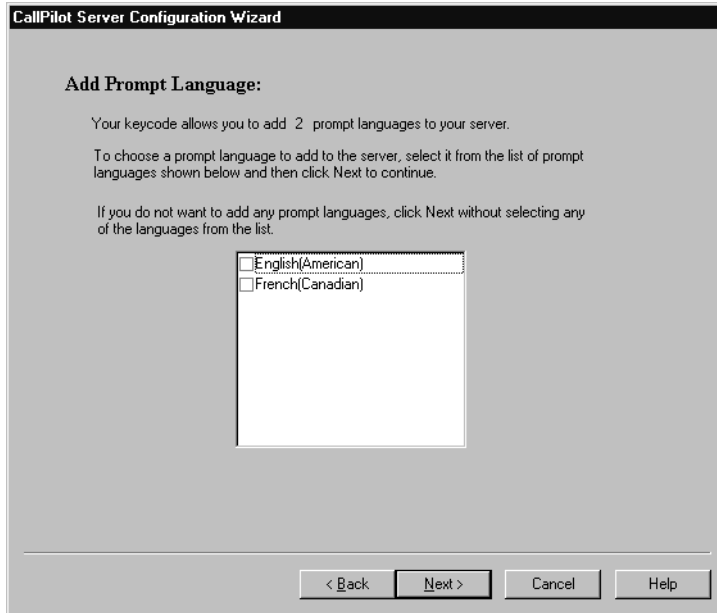 CallPilot Server Configuration Wizard
Add Prompt Language:
Your keycode allows you to add 2 prompt languages to your server.
To choose a prompt language to add to the server, select it from the list of prompt
languages shown below and then click Next to continue.
If you do not want to add any prompt languages, click Next without selecting any
of the languages from the list.
English(American)
French(Canadian)
< Back Next > Cancel Help